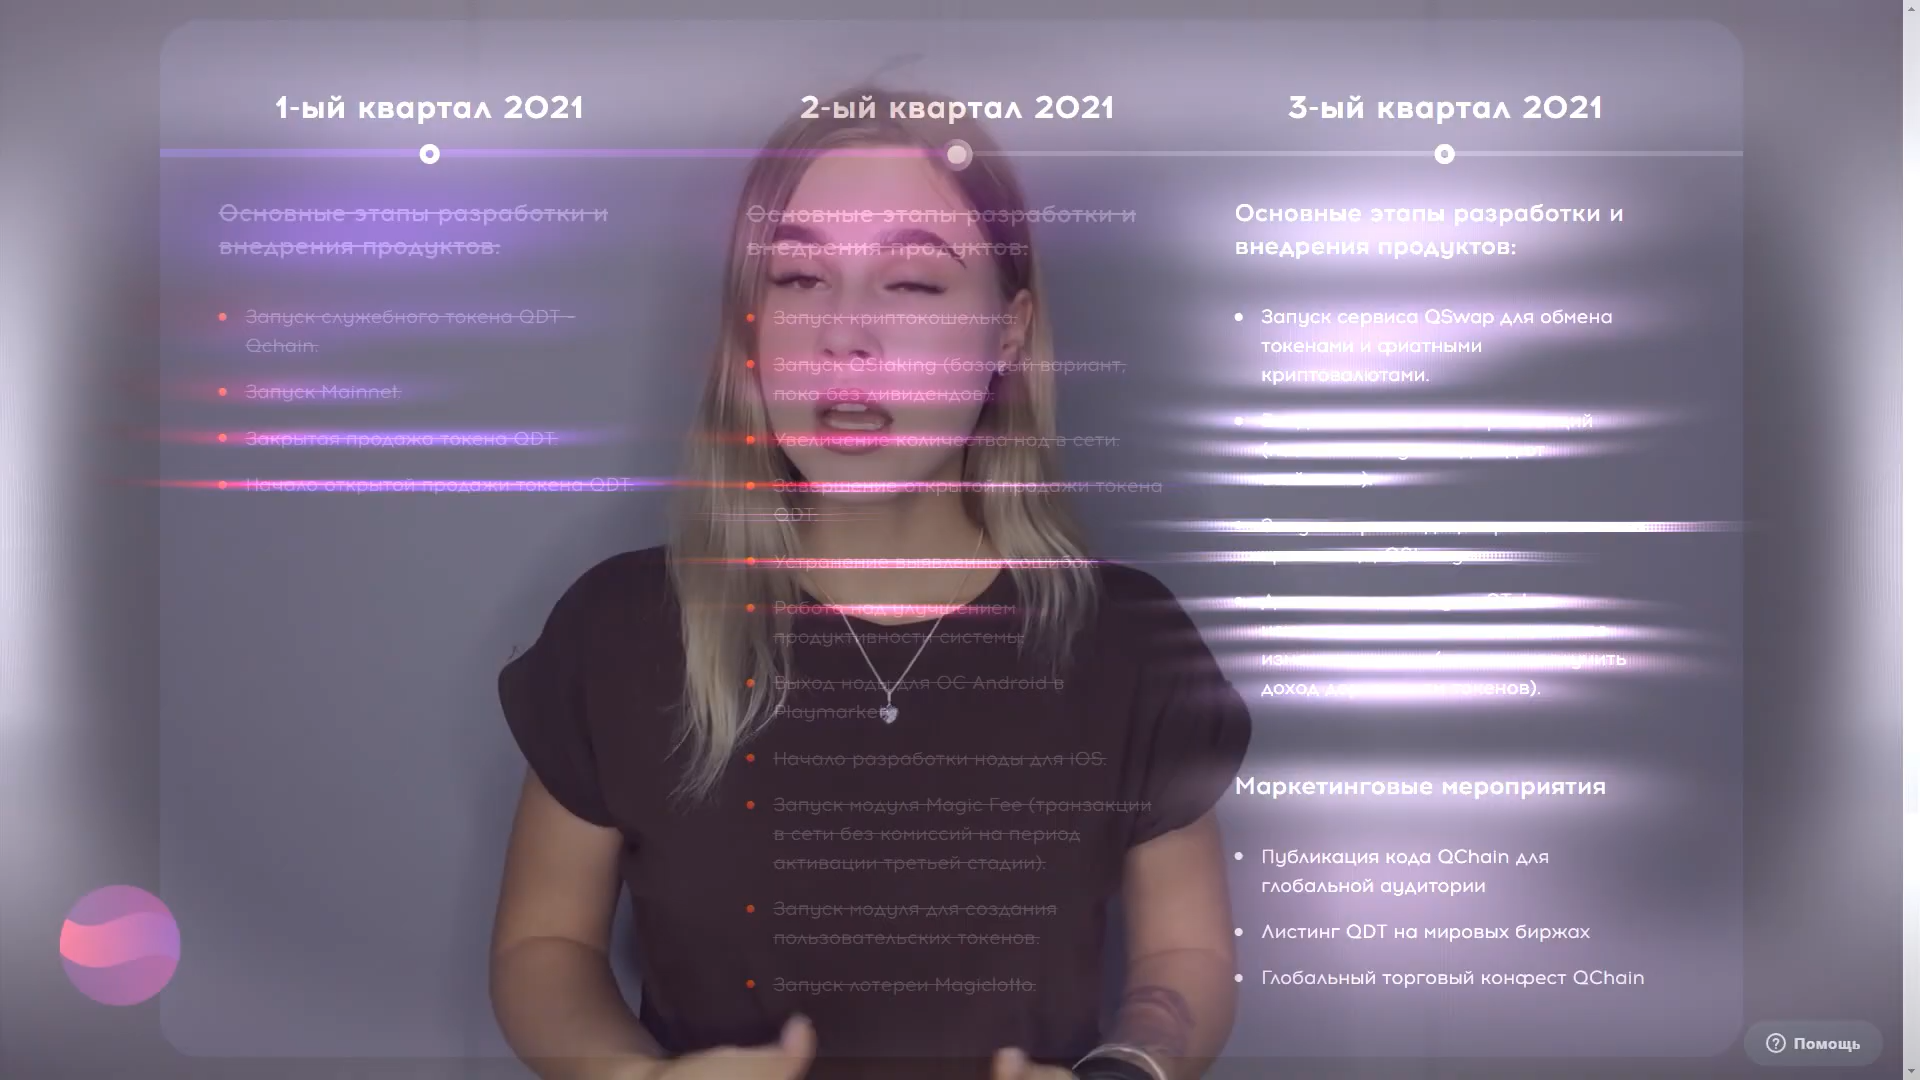 1-ый квартал 2021
Основные этапы разработки и
внедрения продуктов:
Запуск служебного токена QDT –
Qchain.
Запуск Mainnet.
Закрытая продажа токена QDT.
Начало открытой продажи токена QDT.
2-ый квартал 2021
Основные этапы разработки и
внедрения продуктов:
Запуск криптокошелька.
Запуск QStaking (базовый вариант,
пока без дивидендов).
Увеличение количества нод в сети.
Завершение открытой продажи токена
QDT.
Устранение выявленных ошибок.
Работа над улучшением
продуктивности системы.
Выход ноды для ОС Android в
Playmarket.
Начало разработки ноды для iOS.
Запуск модуля Magic Fee (транзакции
в сети без комиссий на период
активации третьей стадии).
Запуск модуля для создания
пользовательских токенов.
Запуск лотереи Magiclotto.
3-ый квартал 2021
Основные этапы разработки и
внедрения продуктов:
Запуск сервиса QSwap для обмена
токенами и фиатными
криптовалютами.
доход токенов).
Маркетинговые мероприятия
Публикация кода QChain для
глобальной аудитории
Листинг QDT на мировых биржах
Глобальный торговый конфест QChain
Помощь